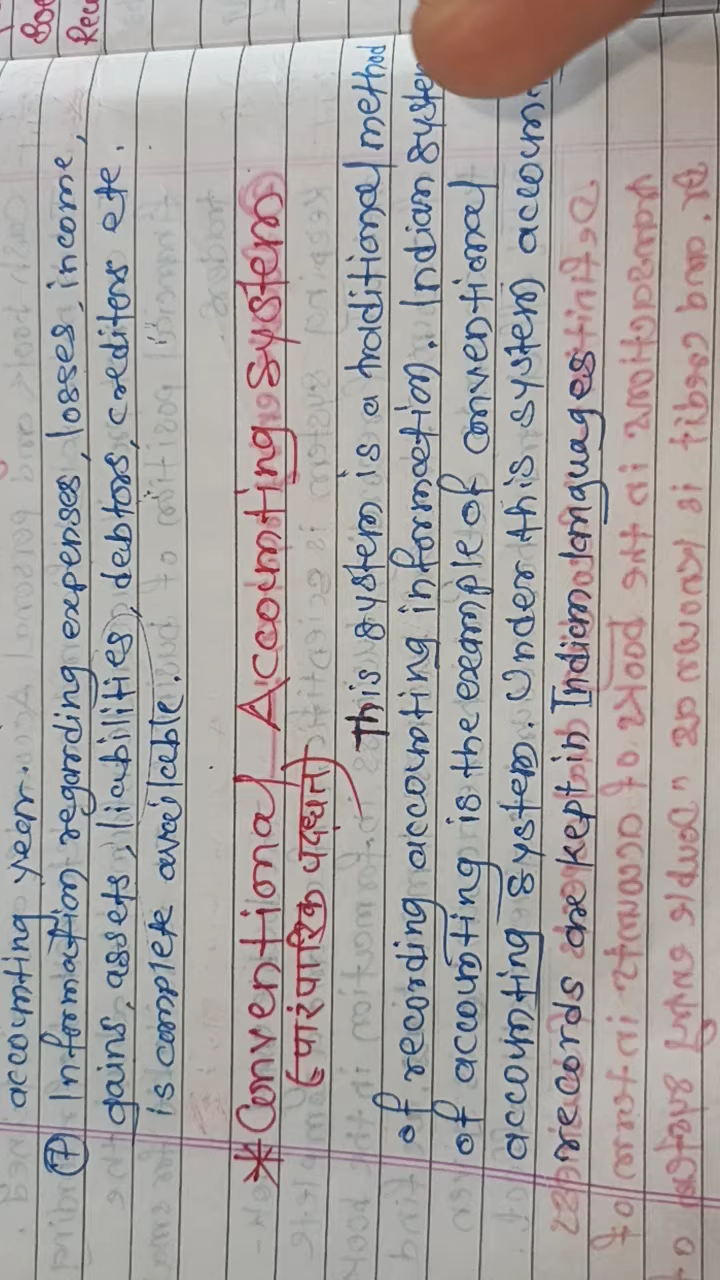 accounting year.
⑦ Information regarding expenses, losses, income,
gains, assets, liabilities, debtors, creditors etc.
is complete available.
* Conventional Accounting System
(पारंपारिक पद्धत)
This system is a traditional method
of recording accounting information. Indian System
of accounting is the example of conventional
accounting System. Under this system account
records are kept in Indian languages